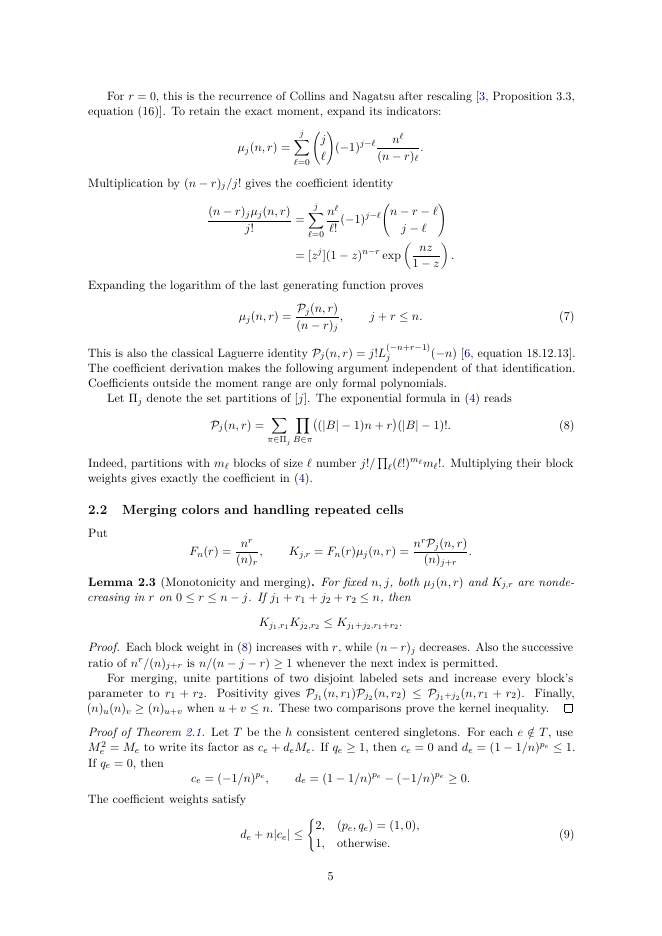 For r = 0, this is the recurrence of Collins and Nagatsu after rescaling [3, Proposition 3.3,
equation (16)]. To retain the exact moment, expand its indicators:
μ_j(n, r) = ∑_{ℓ=0}^{j} \binom{j}{ℓ} (−1)^{j−ℓ} \frac{n^ℓ}{(n − r)_ℓ}.
Multiplication by (n − r)_j/j! gives the coefficient identity
\frac{(n − r)_j μ_j(n, r)}{j!} = ∑_{ℓ=0}^{j} \frac{n^ℓ}{ℓ!} (−1)^{j−ℓ} \binom{n − r − ℓ}{j − ℓ}
= [z^j](1 − z)^{n−r} exp(\frac{nz}{1 − z}).
Expanding the logarithm of the last generating function proves
μ_j(n, r) = \frac{𝒫_j(n, r)}{(n − r)_j}, j + r ≤ n. (7)
This is also the classical Laguerre identity 𝒫_j(n, r) = j!L_j^{(−n+r−1)}(−n) [6, equation 18.12.13].
The coefficient derivation makes the following argument independent of that identification.
Coefficients outside the moment range are only formal polynomials.
Let Π_j denote the set partitions of [j]. The exponential formula in (4) reads
𝒫_j(n, r) = ∑_{π∈Π_j} ∏_{B∈π} ((|B| − 1)n + r)(|B| − 1)!. (8)
Indeed, partitions with m_ℓ blocks of size ℓ number j!/∏_ℓ(ℓ!)^{m_ℓ} m_ℓ!. Multiplying their block
weights gives exactly the coefficient in (4).
2.2 Merging colors and handling repeated cells
Put
F_n(r) = \frac{n^r}{(n)_r}, K_{j,r} = F_n(r)μ_j(n, r) = \frac{n^r 𝒫_j(n, r)}{(n)_{j+r}}.
Lemma 2.3 (Monotonicity and merging). For fixed n, j, both μ_j(n, r) and K_{j,r} are nonde-
creasing in r on 0 ≤ r ≤ n − j. If j_1 + r_1 + j_2 + r_2 ≤ n, then
K_{j_1,r_1} K_{j_2,r_2} ≤ K_{j_1+j_2,r_1+r_2}.
Proof. Each block weight in (8) increases with r, while (n − r)_j decreases. Also the successive
ratio of n^r/(n)_{j+r} is n/(n − j − r) ≥ 1 whenever the next index is permitted.
For merging, unite partitions of two disjoint labeled sets and increase every block's
parameter to r_1 + r_2. Positivity gives 𝒫_{j_1}(n, r_1)𝒫_{j_2}(n, r_2) ≤ 𝒫_{j_1+j_2}(n, r_1 + r_2). Finally,
(n)_u(n)_v ≥ (n)_{u+v} when u + v ≤ n. These two comparisons prove the kernel inequality. □
Proof of Theorem 2.1. Let T be the h consistent centered singletons. For each e ∉ T, use
M_e^2 = M_e to write its factor as c_e + d_e M_e. If q_e ≥ 1, then c_e = 0 and d_e = (1 − 1/n)^{p_e} ≤ 1.
If q_e = 0, then
c_e = (−1/n)^{p_e}, d_e = (1 − 1/n)^{p_e} − (−1/n)^{p_e} ≥ 0.
The coefficient weights satisfy
d_e + n|c_e| ≤ { 2, (p_e, q_e) = (1, 0),
1, otherwise. (9)
5